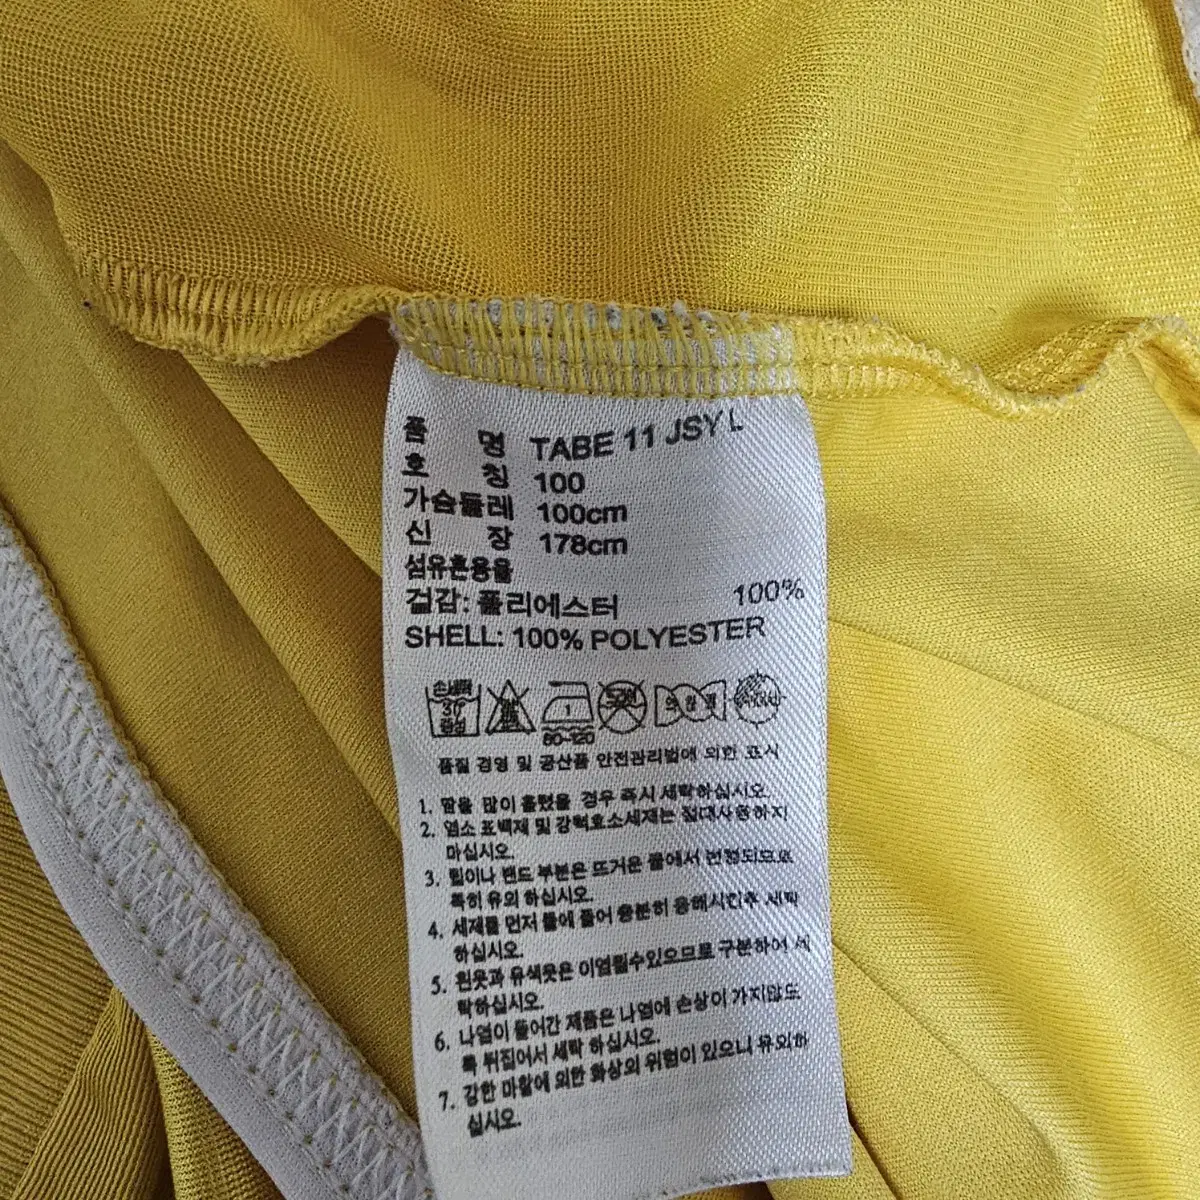 품 명 TABE 11 JSY L
호 칭 100
가슴둘레 100cm
신 장 178cm
섬유혼용율
겉감: 폴리에스터 100%
SHELL: 100% POLYESTER
손세탁
30
중성
1
80~120
품질 경영 및 공산품 안전관리법에 의한 표시
1. 땀을 많이 흘렸을 경우 즉시 세탁하십시오.
2. 염소 표백제 및 강력효소세제는 절대사용하지
마십시오.
3. 힘이나 밴드 부분은 뜨거운 물에서 변형되므로
특히 유의 하십시오.
4. 세제를 먼저 물에 풀어 충분히 용해시킨후 세탁
하십시오.
5. 흰옷과 유색옷은 이염될수있으므로 구분하여 세
탁하십시오.
6. 나염이 들어간 제품은 나염에 손상이 가지않도
록 뒤집어서 세탁 하십시오.
7. 강한 마찰에 의한 화상의 위험이 있으니 유의하
십시오.